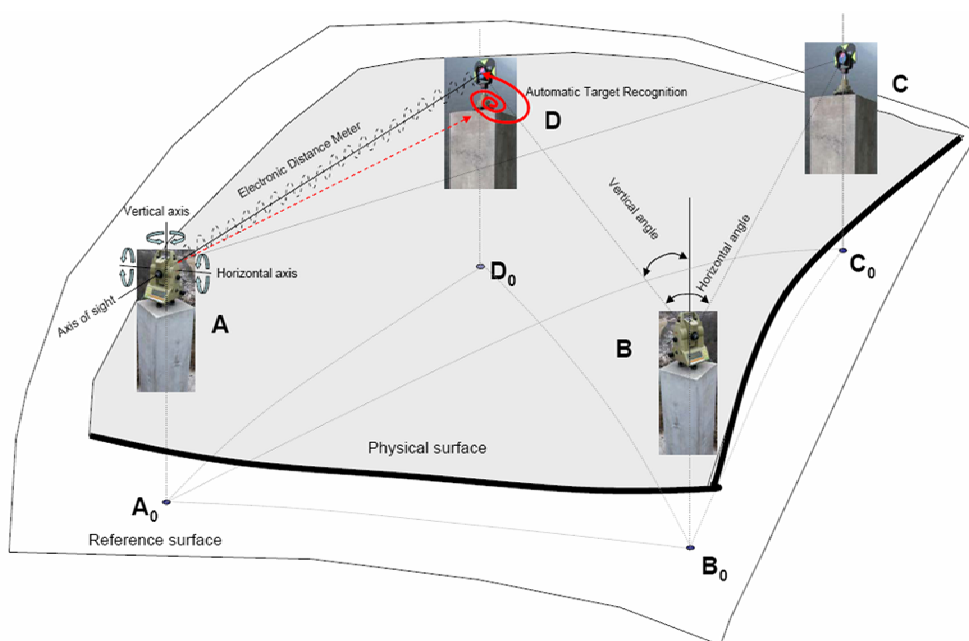 C
Automatic Target Recognition
D
Electronic Distance Meter
Vertical axis
Vertical angle
Horizontal angle
Horizontal axis
C₀
D₀
Axis of sight
A
B
Physical surface
A₀
Reference surface
B₀